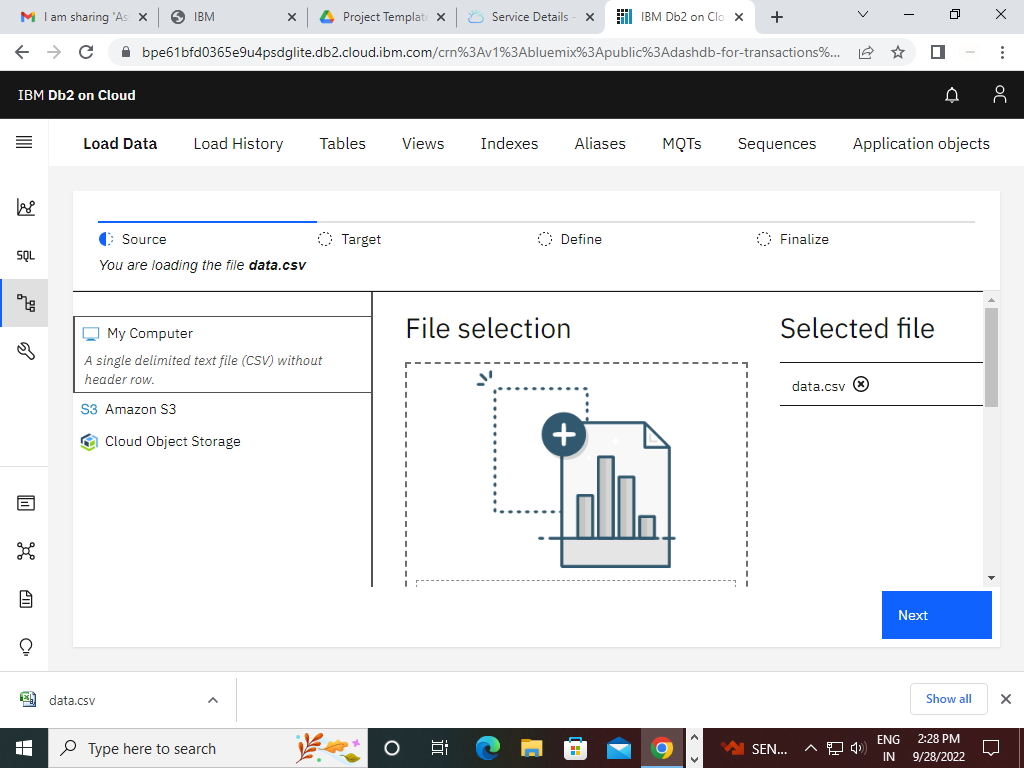 I am sharing 'As
IBM
Project Templat
Service Details -
IBM Db2 on Clo
bpe61bfd0365e9u4psdglite.db2.cloud.ibm.com/crn%3Av1%3Abluemix%3Apublic%3Adashdb-for-transactions%...
IBM Db2 on Cloud
Load Data
Load History
Tables
Views
Indexes
Aliases
MQTs
Sequences
Application objects
SQL
Source
Target
Define
Finalize
You are loading the file data.csv
My Computer
A single delimited text file (CSV) without
header row.
S3 Amazon S3
Cloud Object Storage
File selection
Selected file
data.csv
Next
data.csv
Show all
Type here to search
SEN...
ENG
IN
2:28 PM
9/28/2022